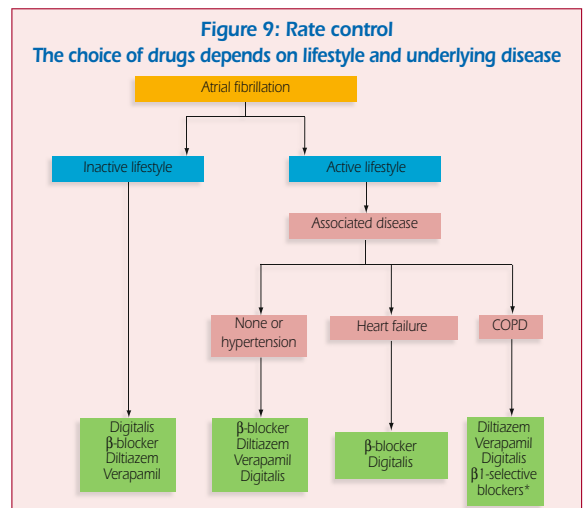 Figure 9: Rate control
The choice of drugs depends on lifestyle and underlying disease
Atrial fibrillation
Inactive lifestyle
Active lifestyle
Associated disease
None or
hypertension
Heart failure
COPD
Digitalis
β-blocker
Diltiazem
Verapamil
β-blocker
Diltiazem
Verapamil
Digitalis
β-blocker
Digitalis
Diltiazem
Verapamil
Digitalis
β1-selective
blockers*